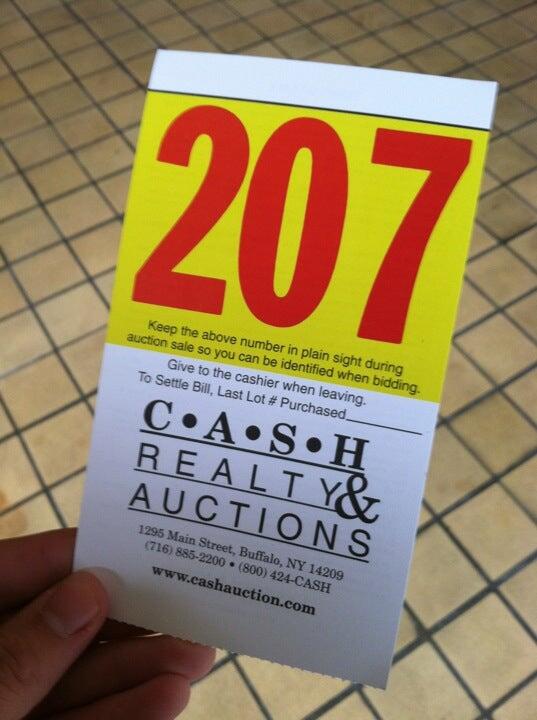 207
Keep the above number in plain sight during
auction sale so you can be identified when bidding.
Give to the cashier when leaving.
To Settle Bill, Last Lot # Purchased________
C•A•S•H
REALTY &
AUCTIONS
1295 Main Street, Buffalo, NY 14209
(716) 885-2200 • (800) 424-CASH
www.cashauction.com